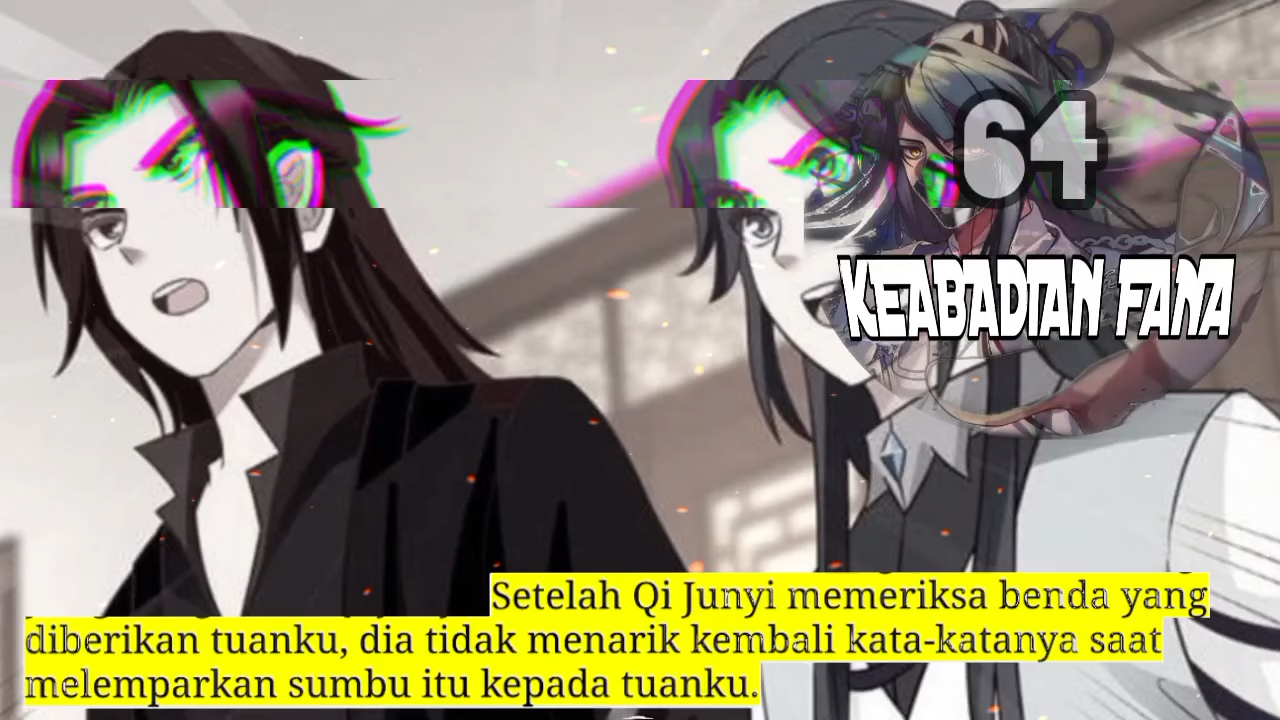 64
KEABADIAN FANA
Setelah Qi Junyi memeriksa benda yang
diberikan tuanku, dia tidak menarik kembali kata-katanya saat
melemparkan sumbu itu kepada tuanku.